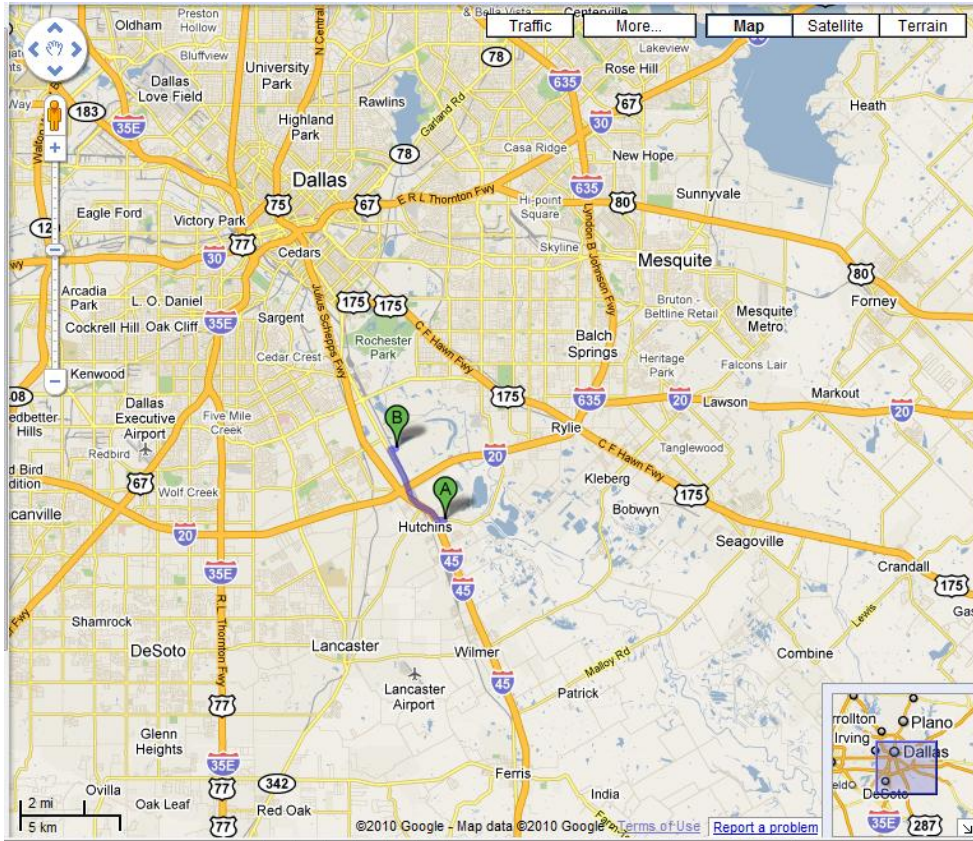 Oldham
Preston
Hollow
N Central
& Bella Vista
Centerville
Traffic
More...
Map
Satellite
Terrain
Bluffview
University
Park
78
Lakeview
Rose Hill
Dallas
Love Field
635
67
Heath
183
Rawlins
Garland Rd
35E
Highland
Park
30
78
Casa Ridge
New Hope
Dallas
635
Sunnyvale
E R L Thornton Fwy
75
67
Hi-point
Square
80
Eagle Ford
Victory Park
77
Skyline
Lyndon B Johnson Fwy
30
Cedars
Mesquite
80
Arcadia
Park
L. O. Daniel
Julius Schepps Fwy
175
175
Bruton -
Beltline Retail
Mesquite
Metro
Forney
Cockrell Hill
Oak Cliff
35E
Sargent
C F Hawn Fwy
Rochester
Park
Balch
Springs
Cedar Crest
Heritage
Park
Falcons Lair
Kenwood
Markout
Dallas
Executive
Airport
175
635
20
Lawson
20
Five Mile
Creek
B
Rylie
Redbird
20
C F Hawn Fwy
Tanglewood
67
Wolf Creek
A
Kleberg
175
Bobwyn
20
Hutchins
Seagoville
45
35E
45
Crandall
175
R L Thornton Fwy
Shamrock
Lewis
DeSoto
Lancaster
Wilmer
Malloy Rd
Combine
45
Lancaster
Airport
Patrick
77
Glenn
Heights
35E
77
342
Ferris
Ovilla
Oak Leaf
Red Oak
India
77
2 mi
5 km
Plano
Irving
Dallas
DeSoto
35E
287
©2010 Google - Map data ©2010 Google - Terms of Use
Report a problem